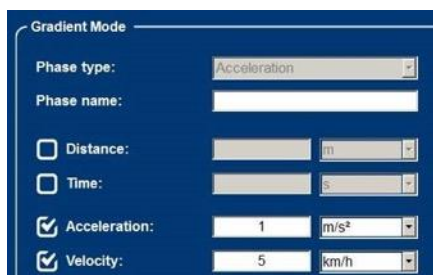 Gradient Mode
Phase type: Acceleration
Phase name:
Distance: m
Time: s
Acceleration: 1 m/s²
Velocity: 5 km/h